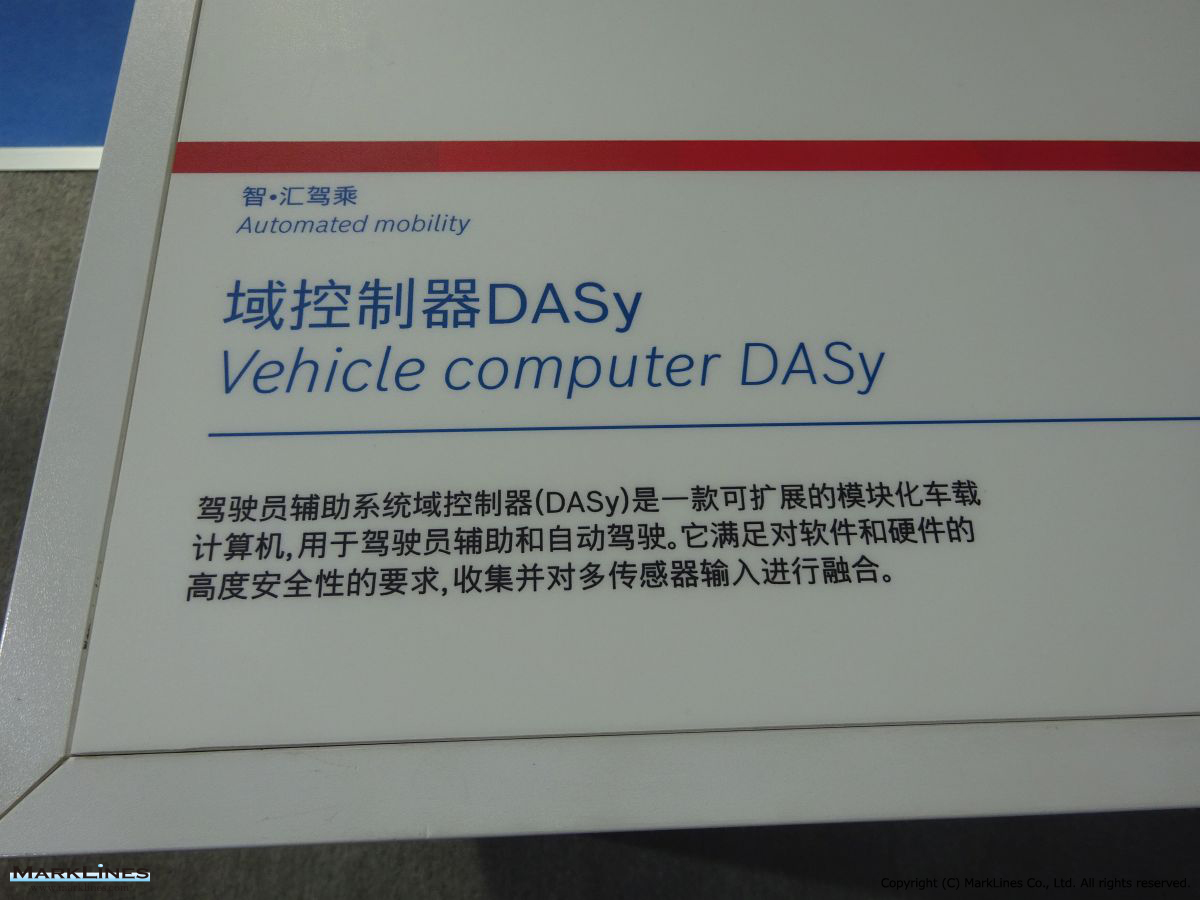 智•汇驾乘
Automated mobility
域控制器DASy
Vehicle computer DASy
驾驶员辅助系统域控制器(DASy)是一款可扩展的模块化车载
计算机,用于驾驶员辅助和自动驾驶。它满足对软件和硬件的
高度安全性的要求,收集并对多传感器输入进行融合。
MARKLINES
Copyright (C) MarkLines Co., Ltd. All rights reserved.